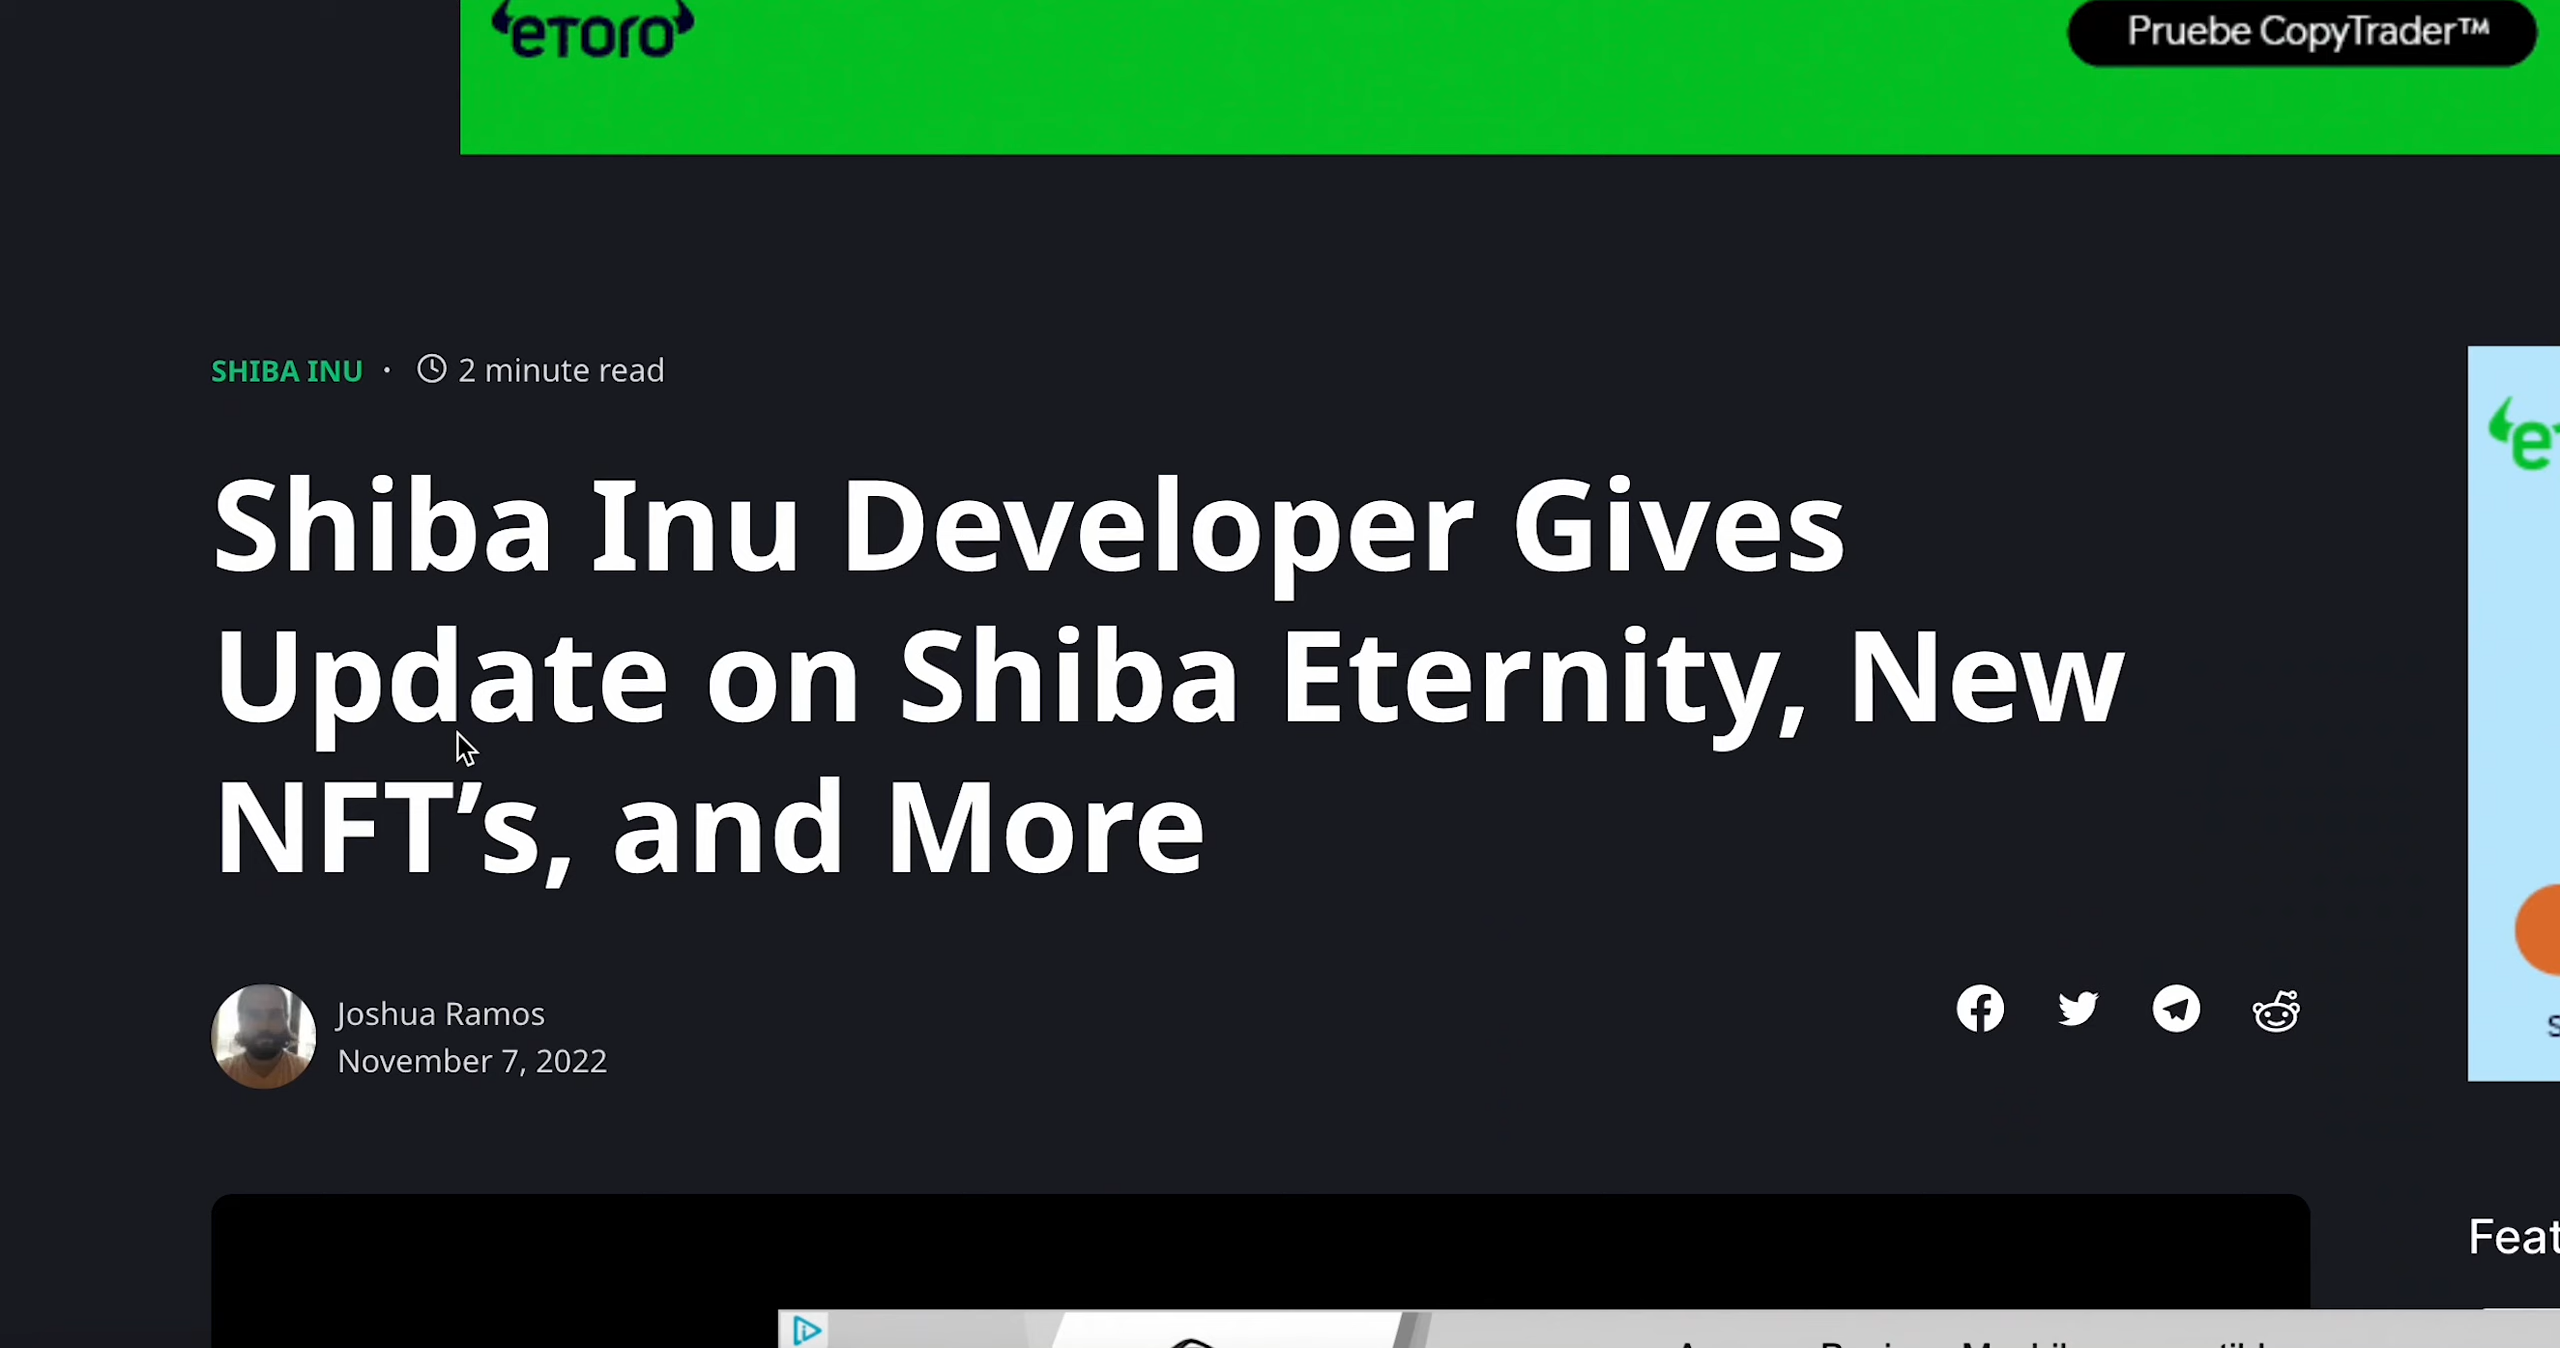 eToro
Pruebe CopyTrader™
SHIBA INU · 2 minute read
Shiba Inu Developer Gives
Update on Shiba Eternity, New
NFT’s, and More
Joshua Ramos
November 7, 2022
Feat